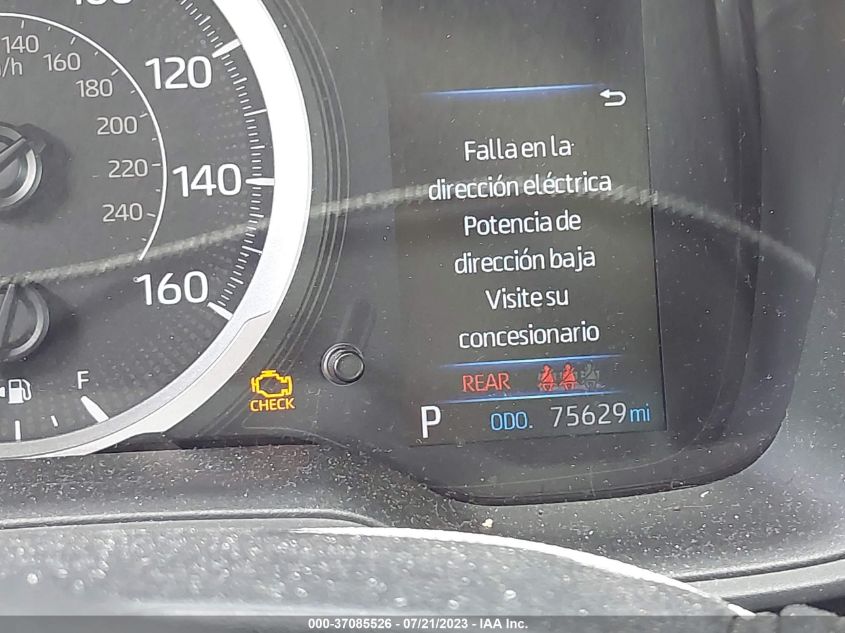 120
140
160
140
160
180
200
220
240
Falla en la
dirección eléctrica
Potencia de
dirección baja
Visite su
concesionario
REAR
F
CHECK
P ODO. 75629 mi
000-37085526 - 07/21/2023 - IAA Inc.